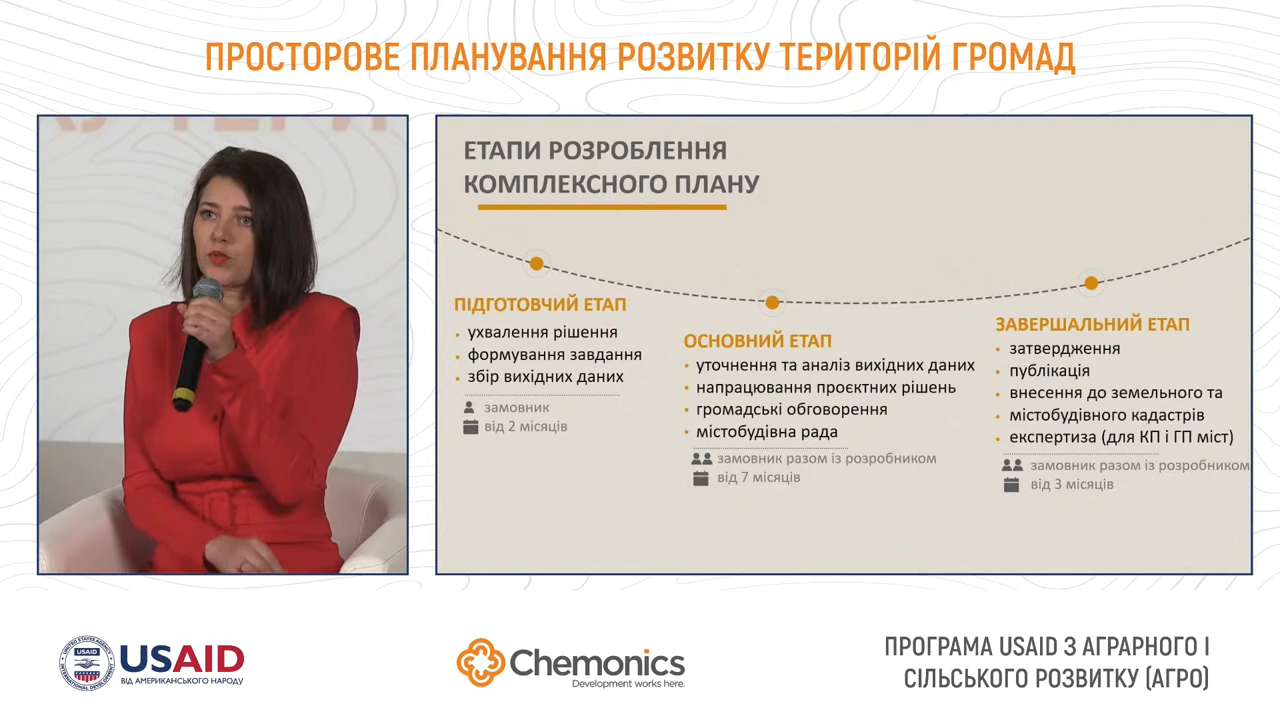 ПРОСТОРОВЕ ПЛАНУВАННЯ РОЗВИТКУ ТЕРИТОРІЙ ГРОМАД
ЕТАПИ РОЗРОБЛЕННЯ
КОМПЛЕКСНОГО ПЛАНУ
ПІДГОТОВЧИЙ ЕТАП
• ухвалення рішення
• формування завдання
• збір вихідних даних
замовник
від 2 місяців
ОСНОВНИЙ ЕТАП
• уточнення та аналіз вихідних даних
• напрацювання проєктних рішень
• громадські обговорення
• містобудівна рада
замовник разом із розробником
від 7 місяців
ЗАВЕРШАЛЬНИЙ ЕТАП
• затвердження
• публікація
• внесення до земельного та
• містобудівного кадастрів
• експертиза (для КП і ГП міст)
замовник разом із розробником
від 3 місяців
USAID
ВІД АМЕРИКАНСЬКОГО НАРОДУ
Chemonics
Development works here.
ПРОГРАМА USAID З АГРАРНОГО І
СІЛЬСЬКОГО РОЗВИТКУ (АГРО)